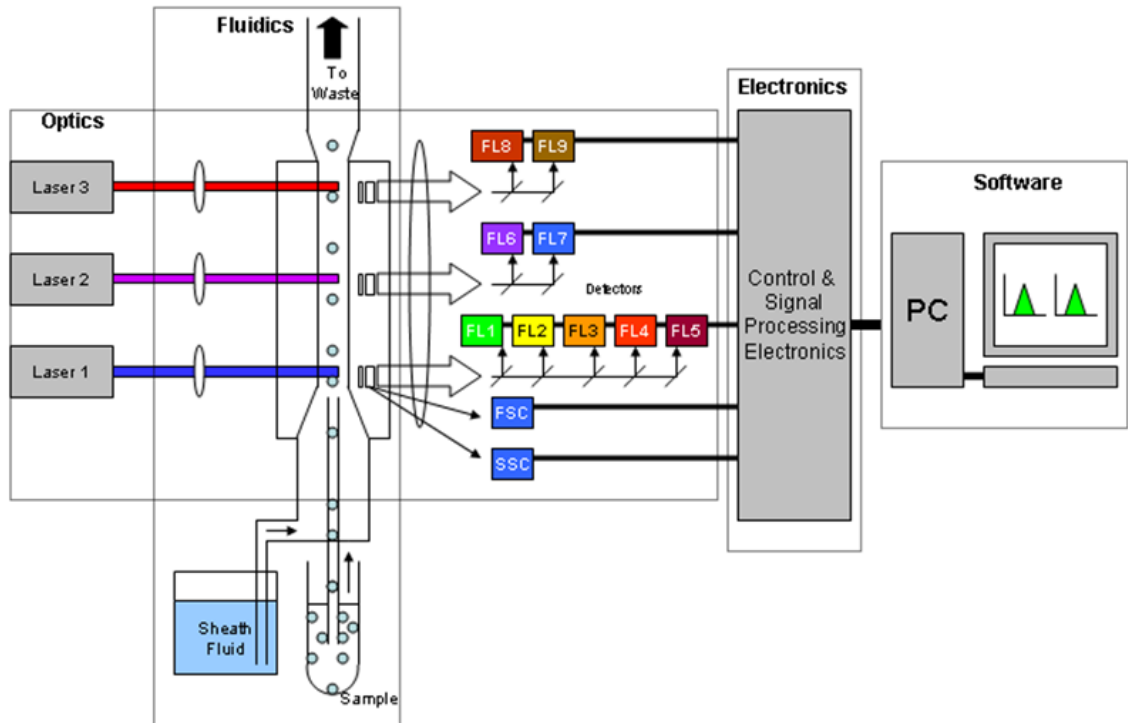 Fluidics
To
Waste
Optics
Electronics
Software
Laser 3
FL8
FL9
Laser 2
FL6
FL7
Detectors
Laser 1
FL1
FL2
FL3
FL4
FL5
FSC
SSC
Control &
Signal
Processing
Electronics
PC
Sheath
Fluid
Sample